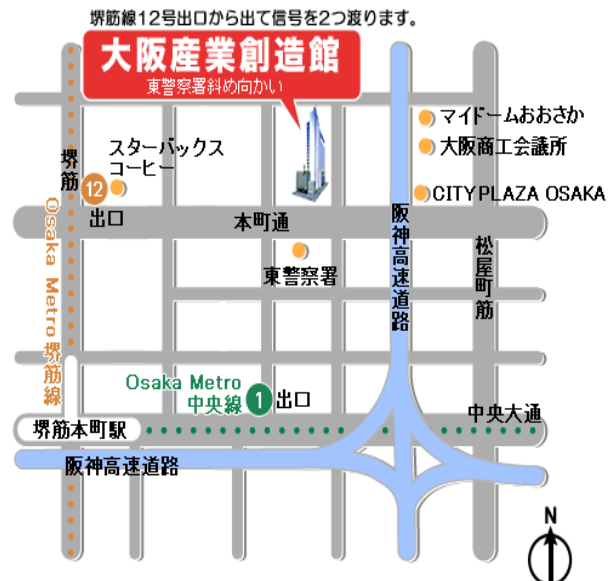 堺筋線12号出口から出て信号を2つ渡ります。
大阪産業創造館
東警察署斜め向かい
マイドームおおさか
大阪商工会議所
CITY PLAZA OSAKA
スターバックス
コーヒー
堺筋
12
出口
本町通
阪神高速道路
松屋町筋
東警察署
Osaka Metro 堺筋線
Osaka Metro
中央線
1
出口
中央大通
堺筋本町駅
阪神高速道路
N